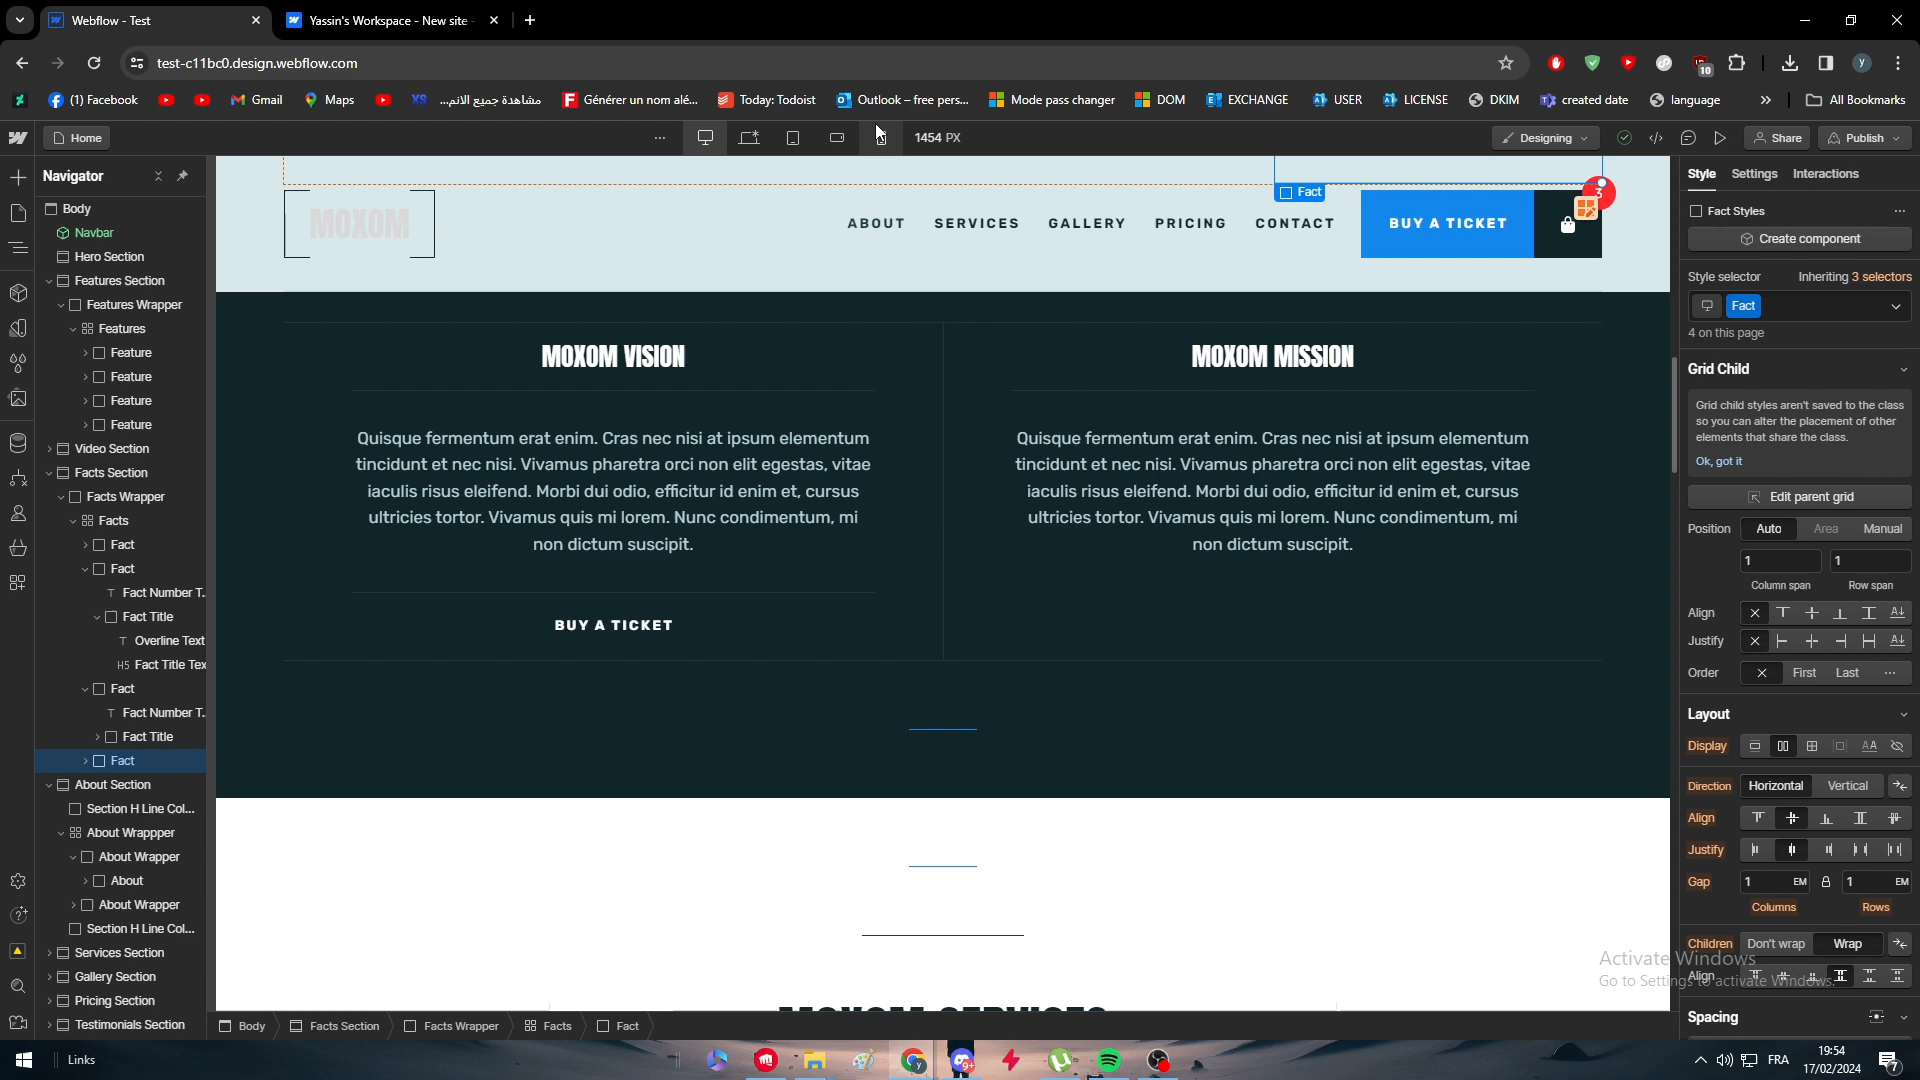 Webflow - Test
Yassin's Workspace - New site -
test-c11bc0.design.webflow.com
10
y
(1) Facebook
Gmail
Maps
مشاهدة جميع الانم...
Générer un nom alé...
Today: Todoist
Outlook – free pers...
Mode pass changer
DOM
EXCHANGE
USER
LICENSE
DKIM
created date
language
»
All Bookmarks
Home
1454 PX
Designing
Share
Publish
Navigator
Body
Navbar
Hero Section
Features Section
Features Wrapper
Features
Feature
Feature
Feature
Feature
Video Section
Facts Section
Facts Wrapper
Facts
Fact
Fact
Fact Number T...
Fact Title
Overline Text
H5 Fact Title Tex
Fact
Fact Number T...
Fact Title
Fact
About Section
Section H Line Col...
About Wrappper
About Wrapper
About
About Wrapper
Section H Line Col...
Services Section
Gallery Section
Pricing Section
Testimonials Section
MOXOM
ABOUT
SERVICES
GALLERY
PRICING
CONTACT
Fact
BUY A TICKET
3
MOXOM VISION
Quisque fermentum erat enim. Cras nec nisi at ipsum elementum
tincidunt et nec nisi. Vivamus pharetra orci non elit egestas, vitae
iaculis risus eleifend. Morbi dui odio, efficitur id enim et, cursus
ultricies tortor. Vivamus quis mi lorem. Nunc condimentum, mi
non dictum suscipit.
BUY A TICKET
MOXOM MISSION
Quisque fermentum erat enim. Cras nec nisi at ipsum elementum
tincidunt et nec nisi. Vivamus pharetra orci non elit egestas, vitae
iaculis risus eleifend. Morbi dui odio, efficitur id enim et, cursus
ultricies tortor. Vivamus quis mi lorem. Nunc condimentum, mi
non dictum suscipit.
MOXOM SERVICES
Body
Facts Section
Facts Wrapper
Facts
Fact
Style
Settings
Interactions
Fact Styles
Create component
Style selector
Inheriting 3 selectors
Fact
4 on this page
Grid Child
Grid child styles aren't saved to the class
so you can alter the placement of other
elements that share the class.
Ok, got it
Edit parent grid
Position
Auto
Area
Manual
1
1
Column span
Row span
Align
Justify
Order
First
Last
Layout
Display
Direction
Horizontal
Vertical
Align
Justify
Gap
1 EM
1 EM
Columns
Rows
Children
Don't wrap
Wrap
Align
Spacing
Activate Windows
Go to Settings to activate Windows.
Links
9+
FRA
19:54
17/02/2024
7